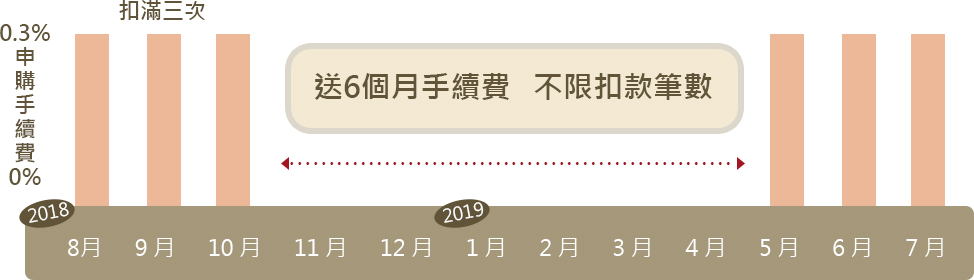 扣滿三次
0.3%
申購手續費
0%
送6個月手續費 不限扣款筆數
2018
2019
8月 9月 10月 11月 12月 1月 2月 3月 4月 5月 6月 7月